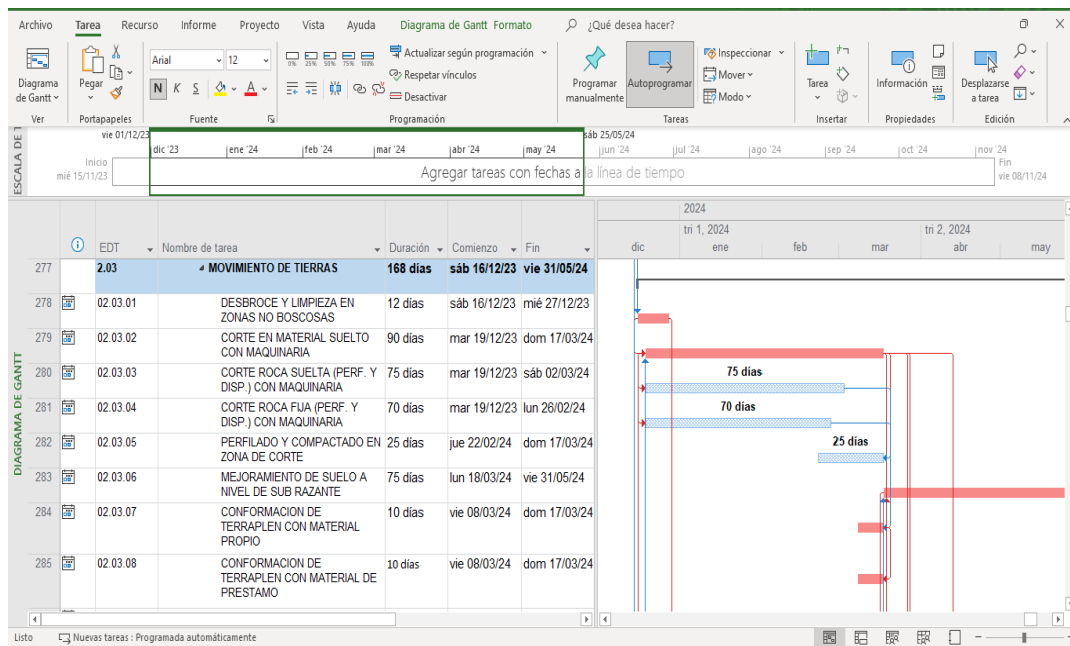 Archivo Tarea Recurso Informe Proyecto Vista Ayuda Diagrama de Gantt Formato ¿Qué desea hacer?
Diagrama de Gantt
Ver
Pegar
Portapapeles
Arial 12
N K S A
Fuente
0% 25% 50% 75% 100%
Actualizar según programación
Respetar vínculos
Desactivar
Programación
Programar manualmente
Autoprogramar
Inspeccionar
Mover
Modo
Tareas
Tarea
Insertar
Información
Propiedades
Desplazarse a tarea
Edición
ESCALA DE T
vie 01/12/23 sáb 25/05/24
dic '23 ene '24 feb '24 mar '24 abr '24 may '24 jun '24 jul '24 ago '24 sep '24 oct '24 nov '24
Inicio
mié 15/11/23
Agregar tareas con fechas a la línea de tiempo
Fin
vie 08/11/24
DIAGRAMA DE GANTT
2024
tri 1, 2024 tri 2, 2024
EDT Nombre de tarea Duración Comienzo Fin dic ene feb mar abr may
277 2.03 MOVIMIENTO DE TIERRAS 168 días sáb 16/12/23 vie 31/05/24
278 02.03.01 DESBROCE Y LIMPIEZA EN 12 días sáb 16/12/23 mié 27/12/23
ZONAS NO BOSCOSAS
279 02.03.02 CORTE EN MATERIAL SUELTO 90 días mar 19/12/23 dom 17/03/24
CON MAQUINARIA
280 02.03.03 CORTE ROCA SUELTA (PERF. Y 75 días mar 19/12/23 sáb 02/03/24 75 días
DISP.) CON MAQUINARIA
281 02.03.04 CORTE ROCA FIJA (PERF. Y 70 días mar 19/12/23 lun 26/02/24 70 días
DISP.) CON MAQUINARIA
282 02.03.05 PERFILADO Y COMPACTADO EN 25 días jue 22/02/24 dom 17/03/24 25 días
ZONA DE CORTE
283 02.03.06 MEJORAMIENTO DE SUELO A 75 días lun 18/03/24 vie 31/05/24
NIVEL DE SUB RAZANTE
284 02.03.07 CONFORMACION DE 10 días vie 08/03/24 dom 17/03/24
TERRAPLEN CON MATERIAL
PROPIO
285 02.03.08 CONFORMACION DE 10 días vie 08/03/24 dom 17/03/24
TERRAPLEN CON MATERIAL DE
PRESTAMO
Listo Nuevas tareas : Programada automáticamente